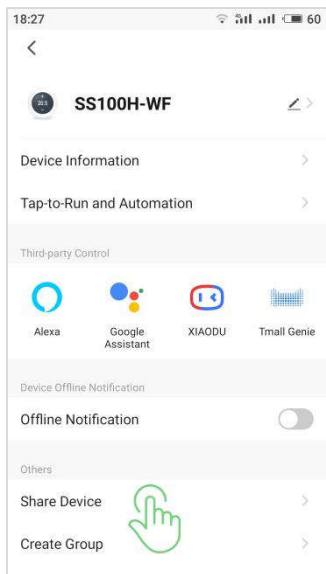 18:27 60
SS100H-WF
Device Information
Tap-to-Run and Automation
Third-party Control
Alexa Google Assistant XIAODU Tmall Genie
Device Offline Notification
Offline Notification
Others
Share Device
Create Group